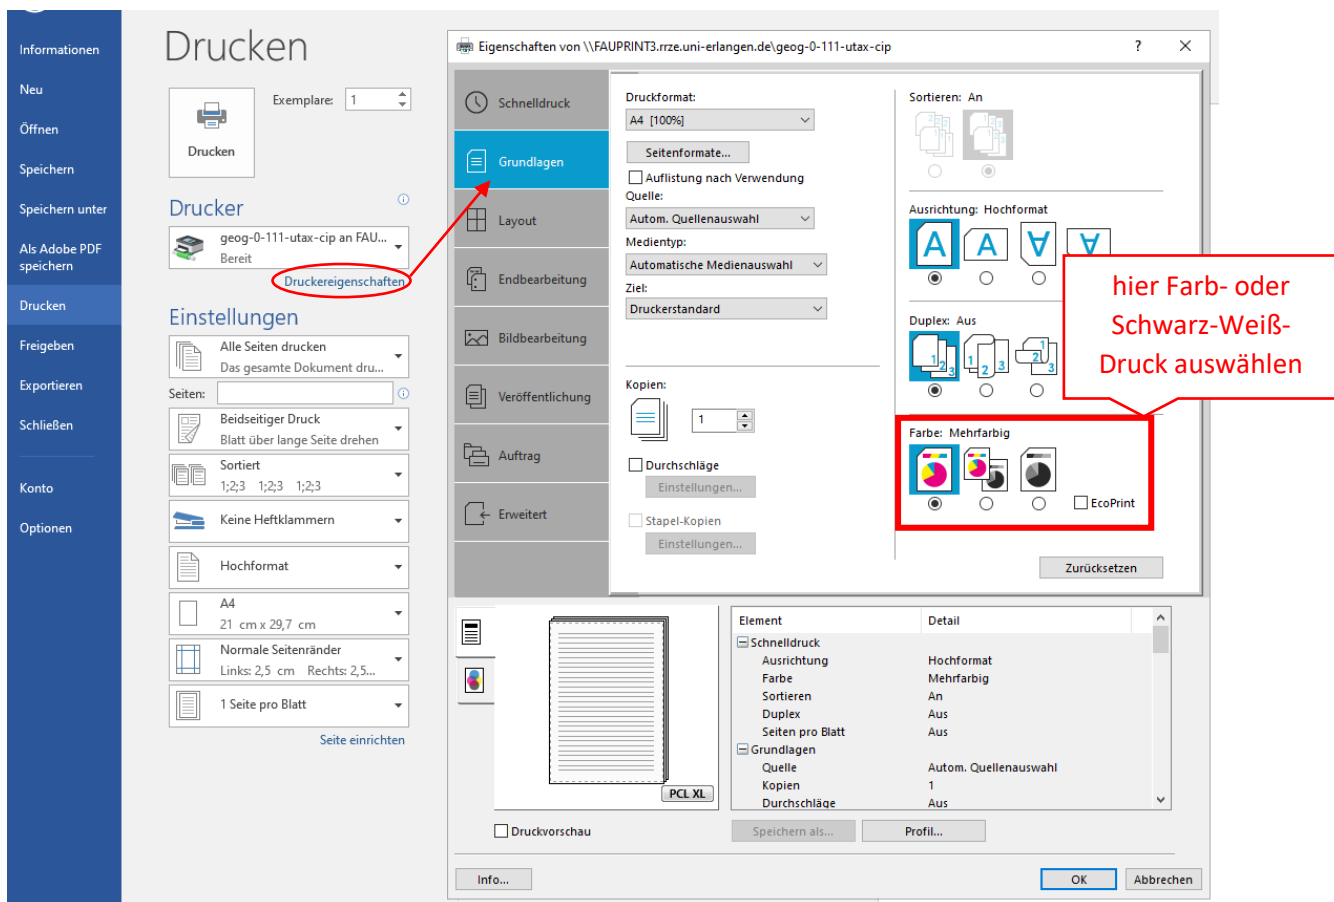 Informationen
Neu
Öffnen
Speichern
Speichern unter
Als Adobe PDF
speichern
Drucken
Freigeben
Exportieren
Schließen
Konto
Optionen
Drucken
Exemplare: 1
Drucken
Drucker
geog-0-111-utax-cip an FAU...
Bereit
Druckereigenschaften
Einstellungen
Alle Seiten drucken
Das gesamte Dokument dru...
Seiten:
Beidseitiger Druck
Blatt über lange Seite drehen
Sortiert
1;2;3 1;2;3 1;2;3
Keine Heftklammern
Hochformat
A4
21 cm x 29,7 cm
Normale Seitenränder
Links: 2,5 cm Rechts: 2,5...
1 Seite pro Blatt
Seite einrichten
Eigenschaften von \\FAUPRINT3.rrze.uni-erlangen.de\geog-0-111-utax-cip
Schnelldruck
Grundlagen
Layout
Endbearbeitung
Bildbearbeitung
Veröffentlichung
Auftrag
Erweitert
Druckformat:
A4 [100%]
Seitenformate...
Auflistung nach Verwendung
Quelle:
Autom. Quellenauswahl
Medientyp:
Automatische Medienauswahl
Ziel:
Druckerstandard
Kopien:
1
Durchschläge
Einstellungen...
Stapel-Kopien
Einstellungen...
Sortieren: An
Ausrichtung: Hochformat
A A A A
Duplex: Aus
1 2 3 1 2 3 1 2 3
Farbe: Mehrfarbig
EcoPrint
Zurücksetzen
hier Farb- oder
Schwarz-Weiß-
Druck auswählen
PCL XL
Druckvorschau
Element Detail
Schnelldruck
Ausrichtung Hochformat
Farbe Mehrfarbig
Sortieren An
Duplex Aus
Seiten pro Blatt Aus
Grundlagen
Quelle Autom. Quellenauswahl
Kopien 1
Durchschläge Aus
Speichern als... Profil...
Info... OK Abbrechen